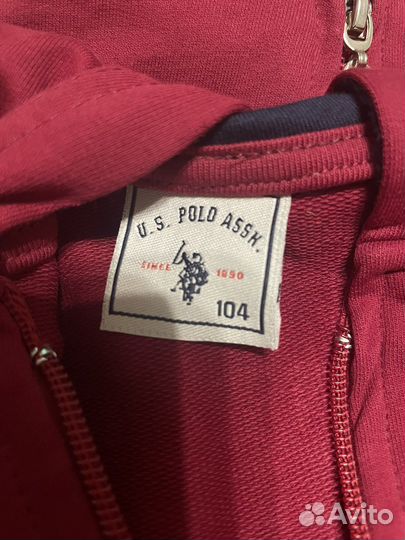 U.S. POLO ASSN.
SINCE 1890
104
Avito